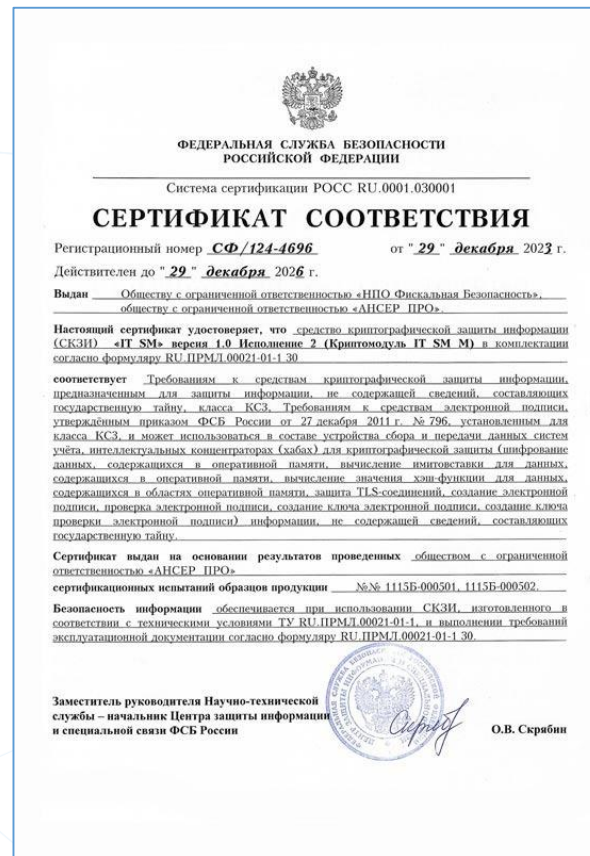 ФЕДЕРАЛЬНАЯ СЛУЖБА БЕЗОПАСНОСТИ
РОССИЙСКОЙ ФЕДЕРАЦИИ
Система сертификации РОСС RU.0001.030001
СЕРТИФИКАТ СООТВЕТСТВИЯ
Регистрационный номер СФ/124-4696 от "29" декабря 2023 г.
Действителен до "29" декабря 2026 г.
Выдан Обществу с ограниченной ответственностью «НПО Фискальная Безопасность»,
обществу с ограниченной ответственностью «АНСЕР ПРО».
Настоящий сертификат удостоверяет, что средство криптографической защиты информации
(СКЗИ) «IT SM» версия 1.0 Исполнение 2 (Криптомодуль IT SM M) в комплектации
согласно формуляру RU.ПРМЛ.00021-01-1 30
соответствует Требованиям к средствам криптографической защиты информации,
предназначенным для защиты информации, не содержащей сведений, составляющих
государственную тайну, класса КС3, Требованиям к средствам электронной подписи,
утверждённым приказом ФСБ России от 27 декабря 2011 г. № 796, установленным для
класса КС3, и может использоваться в составе устройства сбора и передачи данных систем
учёта, интеллектуальных концентраторах (хабах) для криптографической защиты (шифрование
данных, содержащихся в оперативной памяти, вычисление имитовставки для данных,
содержащихся в оперативной памяти, вычисление значения хэш-функции для данных,
содержащихся в областях оперативной памяти, защита TLS-соединений, создание электронной
подписи, проверка электронной подписи, создание ключа электронной подписи, создание ключа
проверки электронной подписи) информации, не содержащей сведений, составляющих
государственную тайну.
Сертификат выдан на основании результатов проведенных обществом с ограниченной
ответственностью «АНСЕР ПРО»
сертификационных испытаний образцов продукции №№ 1115Б-000501, 1115Б-000502.
Безопасность информации обеспечивается при использовании СКЗИ, изготовленного в
соответствии с техническими условиями ТУ RU.ПРМЛ.00021-01-1, и выполнении требований
эксплуатационной документации согласно формуляру RU.ПРМЛ.00021-01-1 30.
Заместитель руководителя Научно-технической
службы – начальник Центра защиты информации
и специальной связи ФСБ России О.В. Скрябин